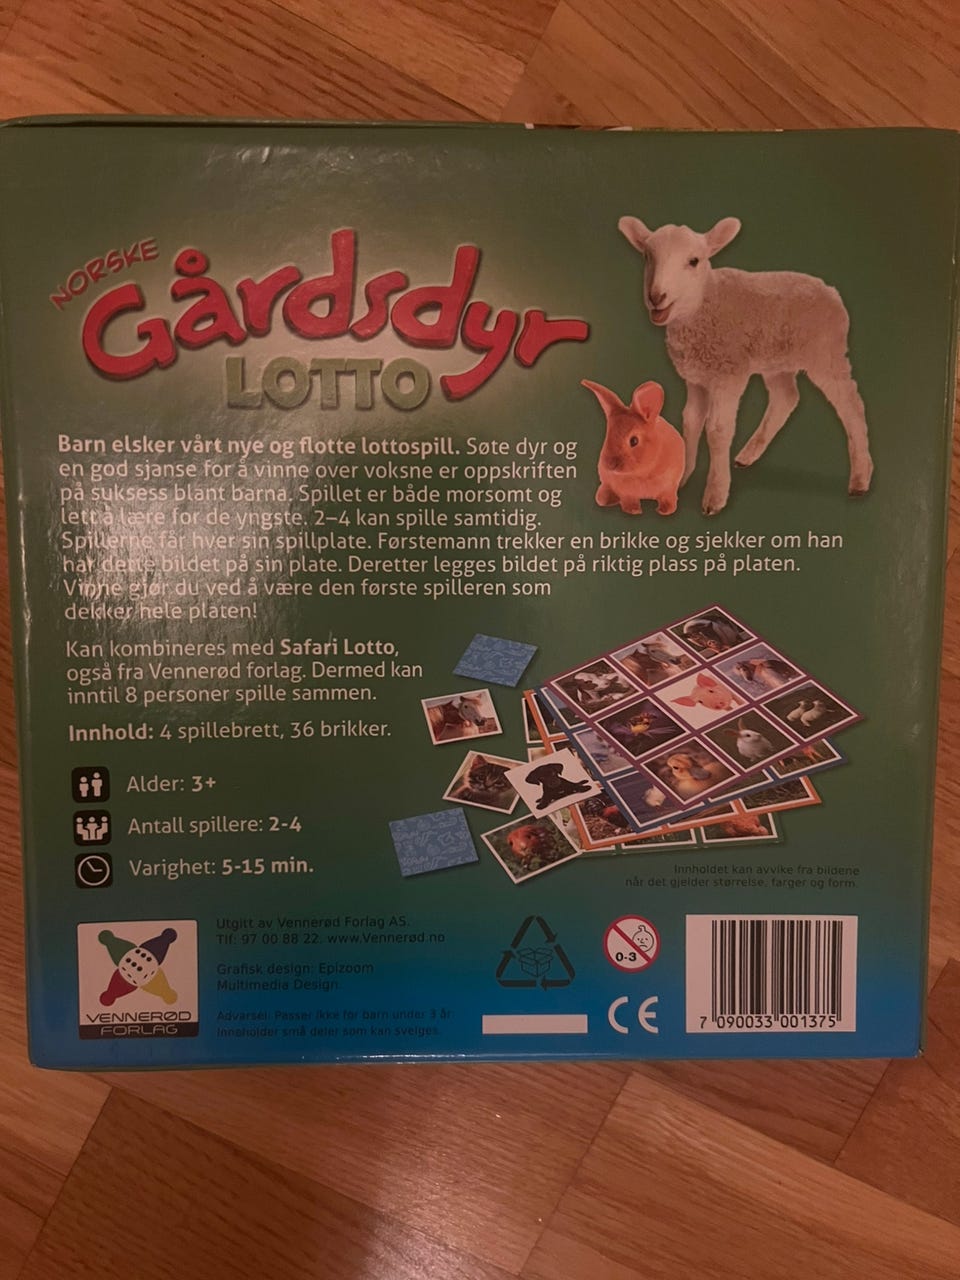 NORSKE
Gårdsdyr
LOTTO
Barn elsker vårt nye og flotte lottospill. Søte dyr og
en god sjanse for å vinne over voksne er oppskriften
på suksess blant barna. Spillet er både morsomt og
lett å lære for de yngste. 2–4 kan spille samtidig.
Spillerne får hver sin spillplate. Førstemann trekker en brikke og sjekker om han
har dette bildet på sin plate. Deretter legges bildet på riktig plass på platen.
Vinne gjør du ved å være den første spilleren som
dekker hele platen!
Kan kombineres med Safari Lotto,
også fra Vennerød forlag. Dermed kan
inntil 8 personer spille sammen.
Innhold: 4 spillebrett, 36 brikker.
Alder: 3+
Antall spillere: 2-4
Varighet: 5-15 min.
Innholdet kan avvike fra bildene
når det gjelder størrelse, farger og form.
Utgitt av Vennerød Forlag AS.
Tlf: 97 00 88 22. www.Vennerød.no
Grafisk design: Epizoom
Multimedia Design
Advarsel: Passer ikke for barn under 3 år.
Inneholder små deler som kan svelges.
VENNERØD
FORLAG
0-3
CE
7 090033 001375